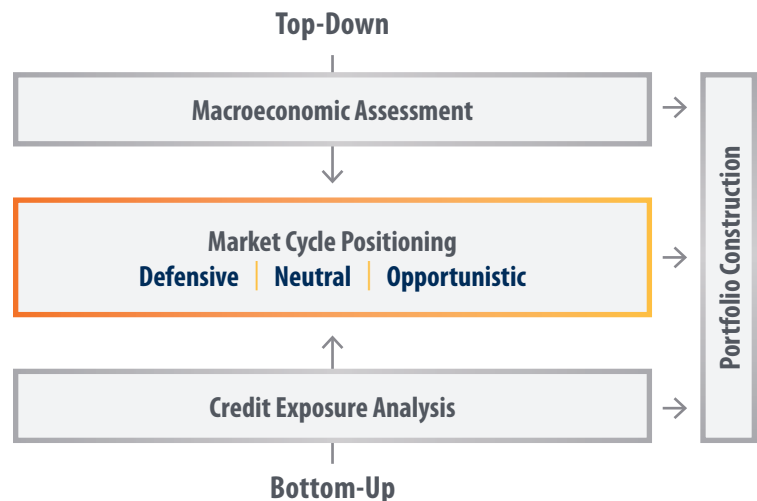 Top-Down
Macroeconomic Assessment
Market Cycle Positioning
Defensive | Neutral | Opportunistic
Credit Exposure Analysis
Bottom-Up
Portfolio Construction